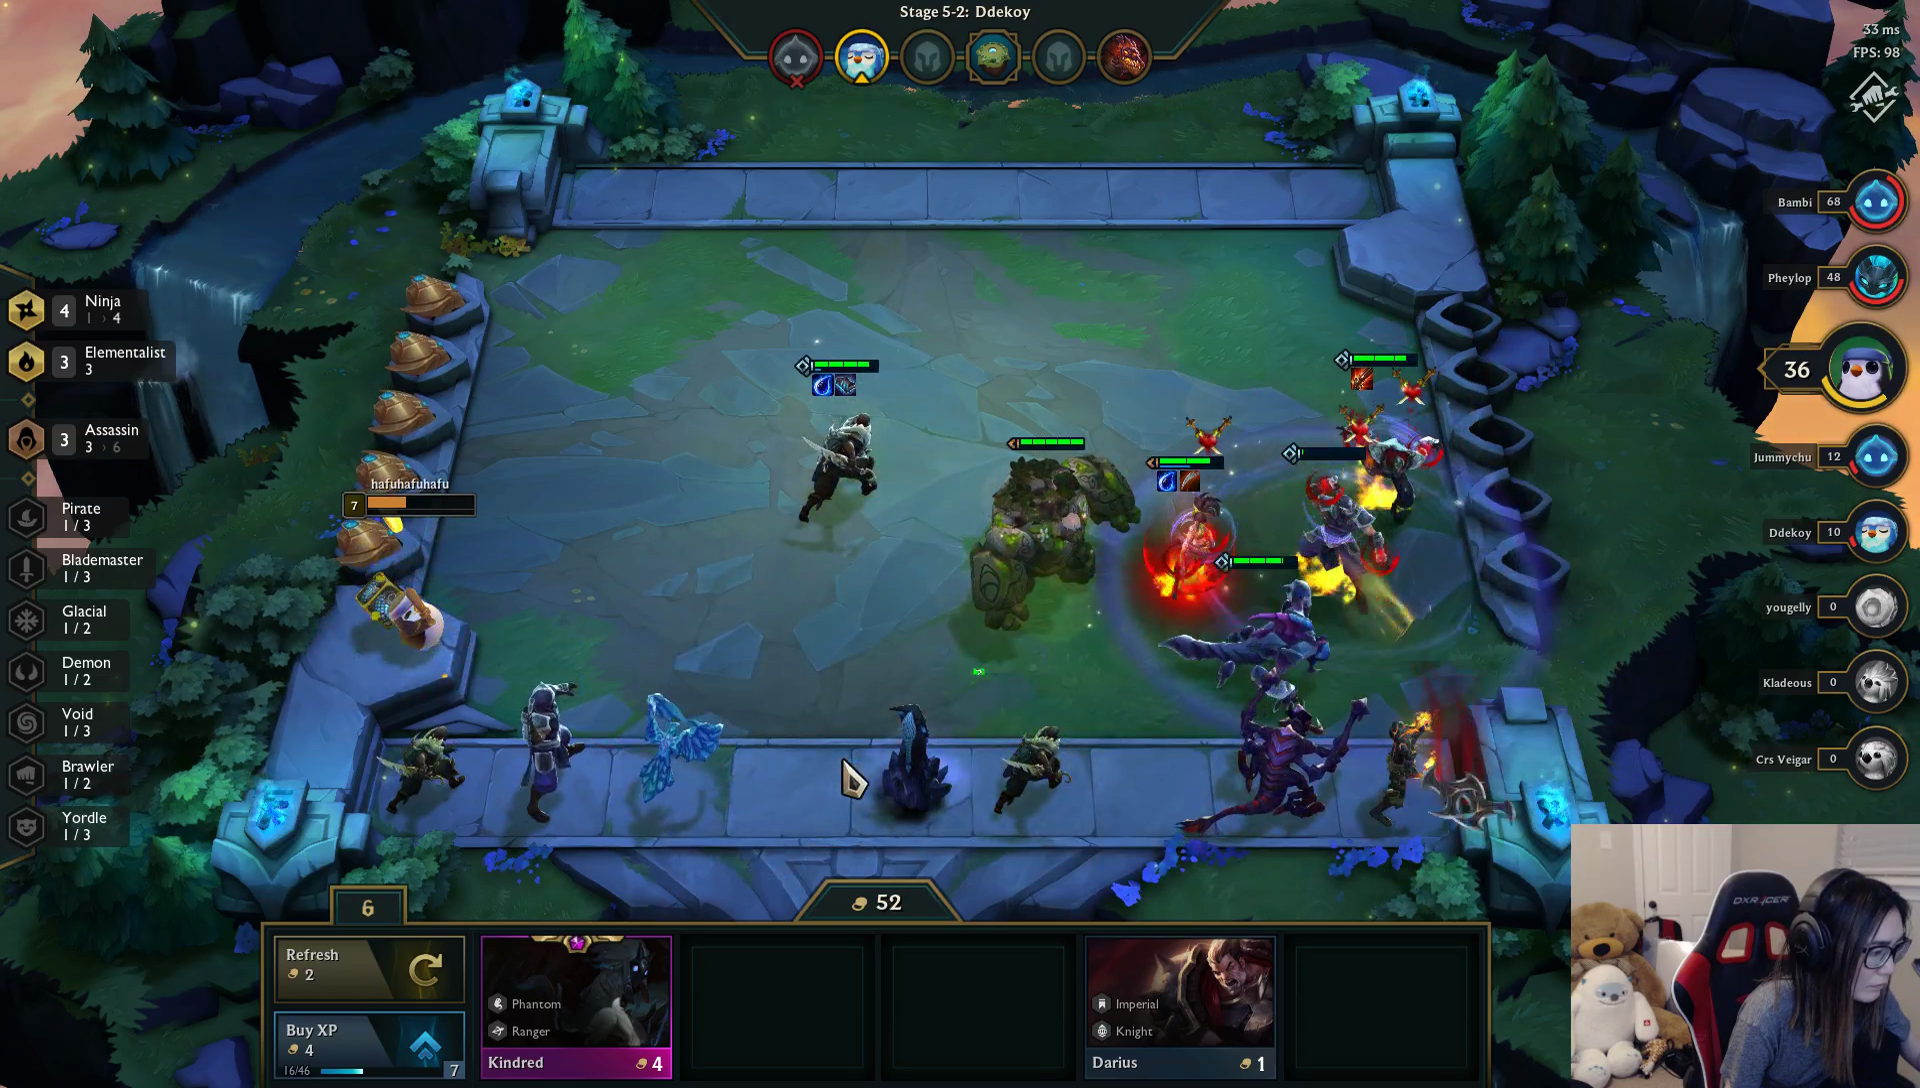 Stage 5-2: Ddekoy
33 ms
FPS: 98
Bambi 68
Pheylop 48
36
Jummychu 12
Ddekoy 10
yougelly 0
Kladeous 0
Crs Veigar 0
4 Ninja
1 › 4
3 Elementalist
3
3 Assassin
3 › 6
Pirate
1 / 3
Blademaster
1 / 3
Glacial
1 / 2
Demon
1 / 2
Void
1 / 3
Brawler
1 / 2
Yordle
1 / 3
hafuhafuhafu
7
6
52
Refresh
2
Buy XP
4
16/46
7
Phantom
Ranger
Kindred 4
Imperial
Knight
Darius 1
DXRACER